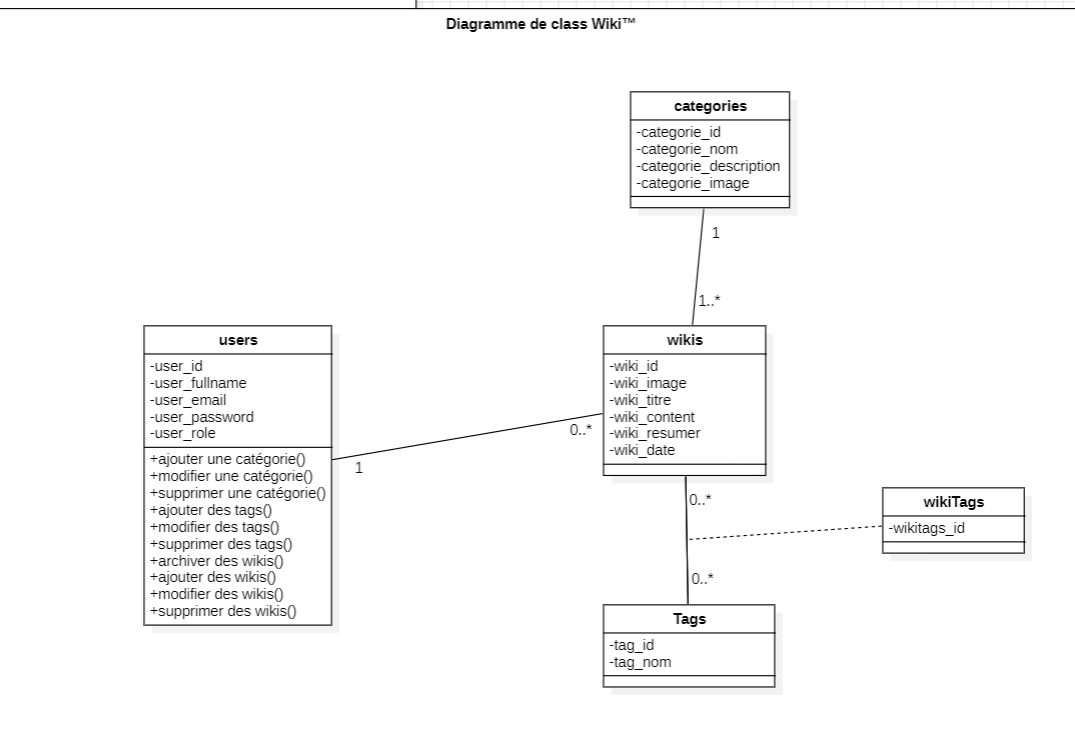 Diagramme de class Wiki™
categories
-categorie_id
-categorie_nom
-categorie_description
-categorie_image
1
1..*
users
-user_id
-user_fullname
-user_email
-user_password
-user_role
+ajouter une catégorie()
+modifier une catégorie()
+supprimer une catégorie()
+ajouter des tags()
+modifier des tags()
+supprimer des tags()
+archiver des wikis()
+ajouter des wikis()
+modifier des wikis()
+supprimer des wikis()
1
0..*
wikis
-wiki_id
-wiki_image
-wiki_titre
-wiki_content
-wiki_resumer
-wiki_date
0..*
0..*
wikiTags
-wikitags_id
Tags
-tag_id
-tag_nom